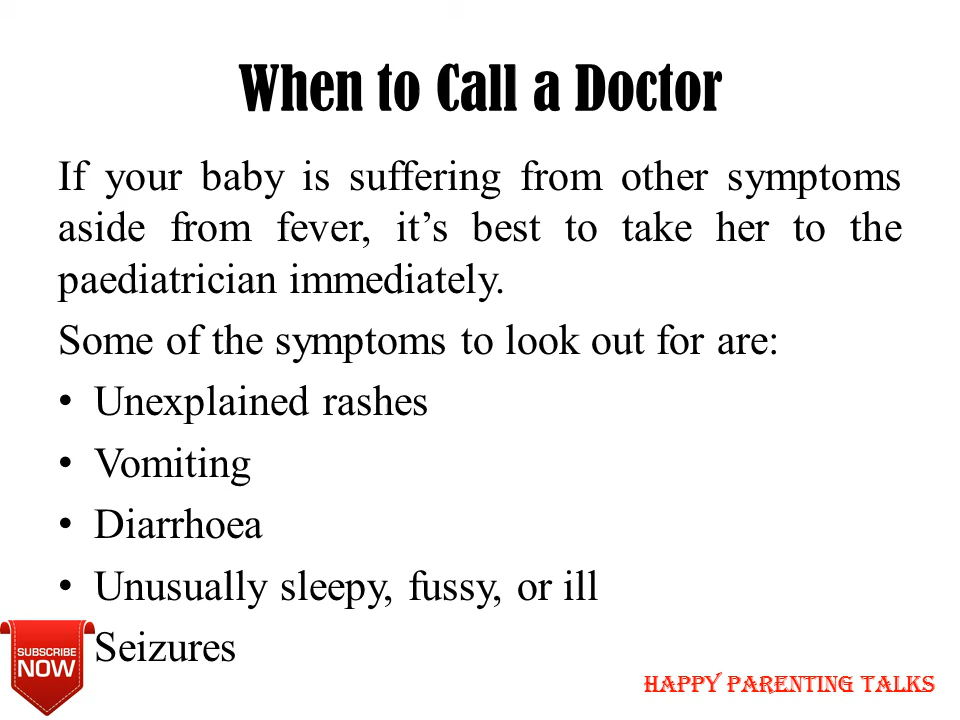 When to Call a Doctor
If your baby is suffering from other symptoms
aside from fever, it’s best to take her to the
paediatrician immediately.
Some of the symptoms to look out for are:
• Unexplained rashes
• Vomiting
• Diarrhoea
• Unusually sleepy, fussy, or ill
Seizures
SUBSCRIBE
NOW
HAPPY PARENTING TALKS